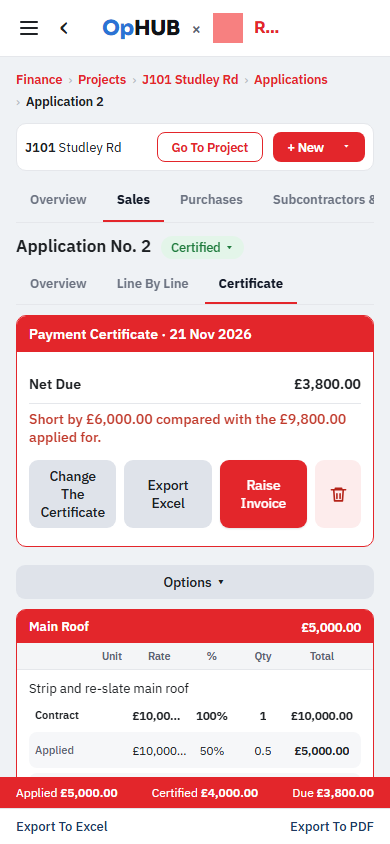 OpHUB × R...
Finance › Projects › J101 Studley Rd › Applications
› Application 2
J101 Studley Rd Go To Project + New
Overview Sales Purchases Subcontractors &
Application No. 2 Certified
Overview Line By Line Certificate
Payment Certificate · 21 Nov 2026
Net Due £3,800.00
Short by £6,000.00 compared with the £9,800.00
applied for.
Change
The
Certificate
Export
Excel
Raise
Invoice
Options
Main Roof £5,000.00
Unit Rate % Qty Total
Strip and re-slate main roof
Contract £10,00... 100% 1 £10,000.00
Applied £10,000... 50% 0.5 £5,000.00
Applied £5,000.00 Certified £4,000.00 Due £3,800.00
Export To Excel Export To PDF